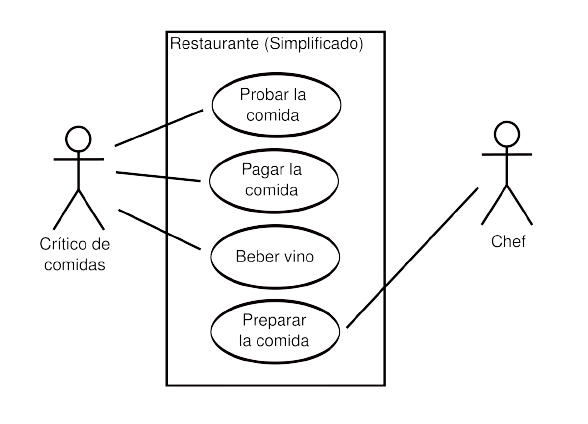 Restaurante (Simplificado)
Probar la
comida
Pagar la
comida
Beber vino
Preparar
la comida
Crítico de
comidas
Chef